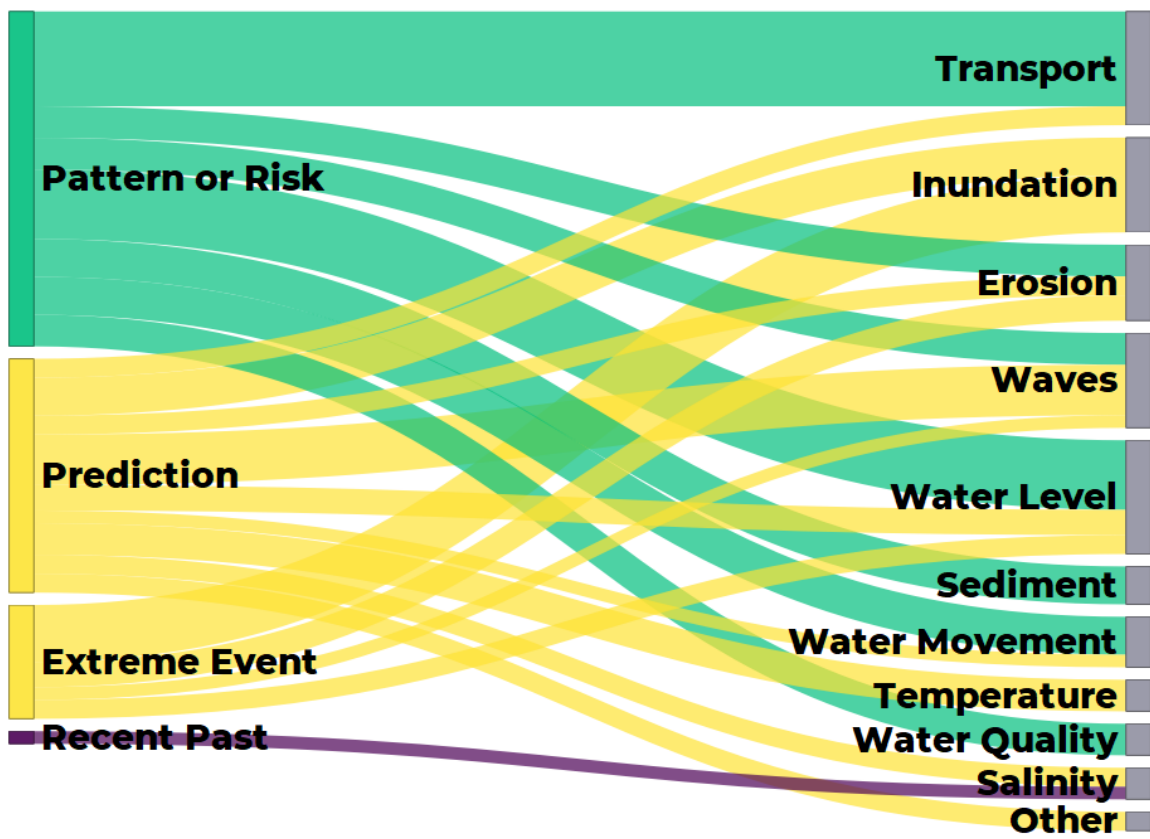 Pattern or Risk
Prediction
Extreme Event
Recent Past
Transport
Inundation
Erosion
Waves
Water Level
Sediment
Water Movement
Temperature
Water Quality
Salinity
Other